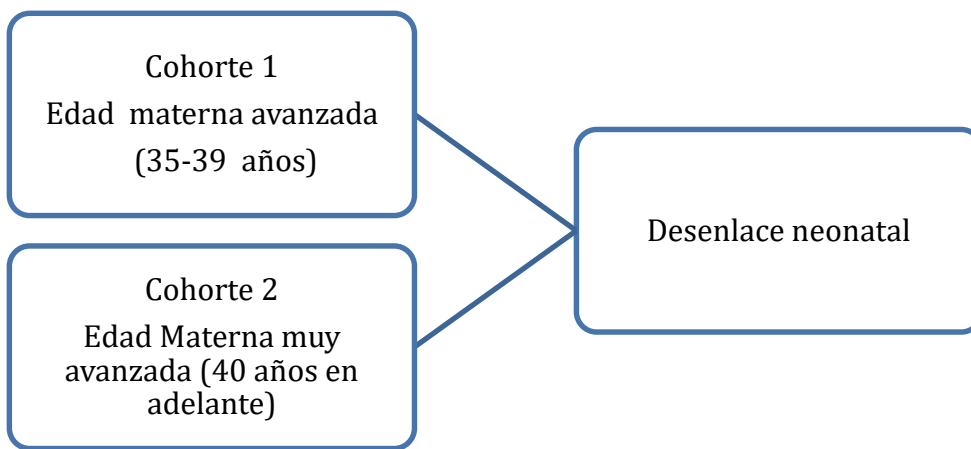 Cohorte 1
Edad materna avanzada
(35-39 años)
Cohorte 2
Edad Materna muy
avanzada (40 años en
adelante)
Desenlace neonatal